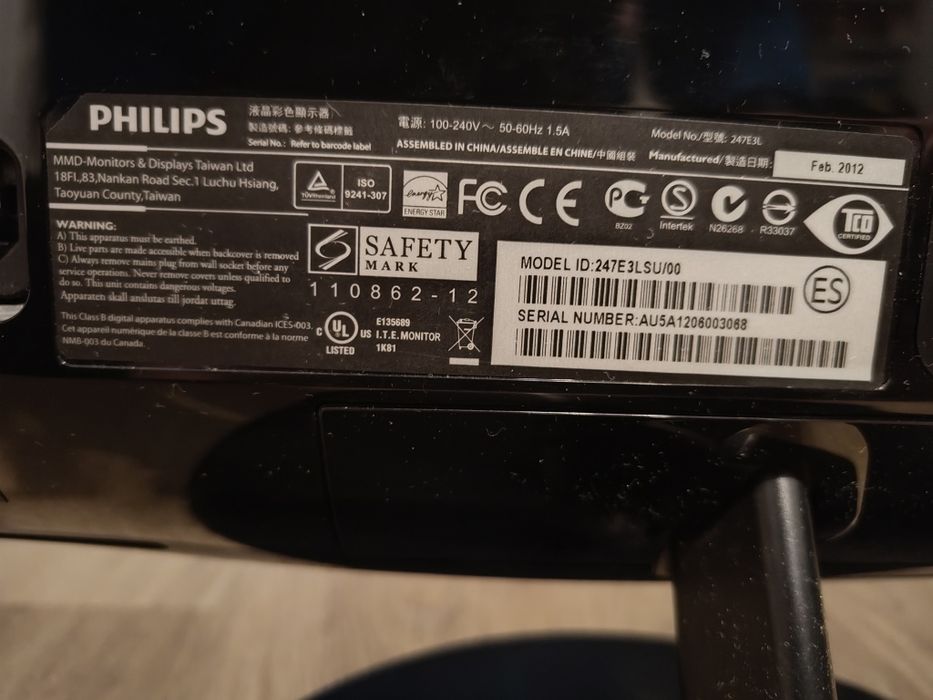 PHILIPS
液晶彩色顯示器
製造號碼: 參考條碼標籤
Serial No.: Refer to barcode label
電源: 100-240V～ 50-60Hz 1.5A
ASSEMBLED IN CHINA/ASSEMBLE EN CHINE/中國組裝
Model No./型號: 247E3L
Manufactured/製造日期:
Feb. 2012
MMD-Monitors & Displays Taiwan Ltd
18Fl.,83,Nankan Road Sec.1 Luchu Hsiang,
Taoyuan County,Taiwan
TÜVRheinland
ISO
9241-307
energy
ENERGY STAR
FC CE
BZ02
S
Intertek
N26268
R33037
TCO
CERTIFIED
WARNING:
A) This apparatus must be earthed.
B) Live parts are made accessible when backcover is removed
C) Always remove mains plug from wall socket before any
service operations. Never remove covers unless qualified to
do so. This unit contains dangerous voltages.
Apparaten skall anslutas till jordat uttag.
This Class B digital apparatus complies with Canadian ICES-003.
Cet appareil numérique de la classe B est conforme à la norme
NMB-003 du Canada.
SAFETY
MARK
110862-12
C UL US
LISTED
E135689
I.T.E. MONITOR
1K81
MODEL ID:247E3LSU/00
SERIAL NUMBER:AU5A1206003068
ES